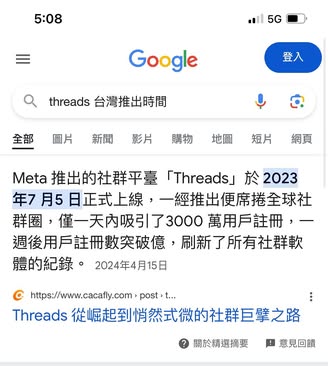 5:08 5G
Google
登入
threads 台灣推出時間
全部 圖片 新聞 影片 購物 地圖 短片 網頁
Meta 推出的社群平臺「Threads」於 2023
年7 月5 日正式上線，一經推出便席捲全球社
群圈，僅一天內吸引了3000 萬用戶註冊，一
週後用戶註冊數突破億，刷新了所有社群軟
體的紀錄。 2024年4月15日
https://www.cacafly.com › post › t...
Threads 從崛起到悄然式微的社群巨擘之路
關於精選摘要 意見回饋